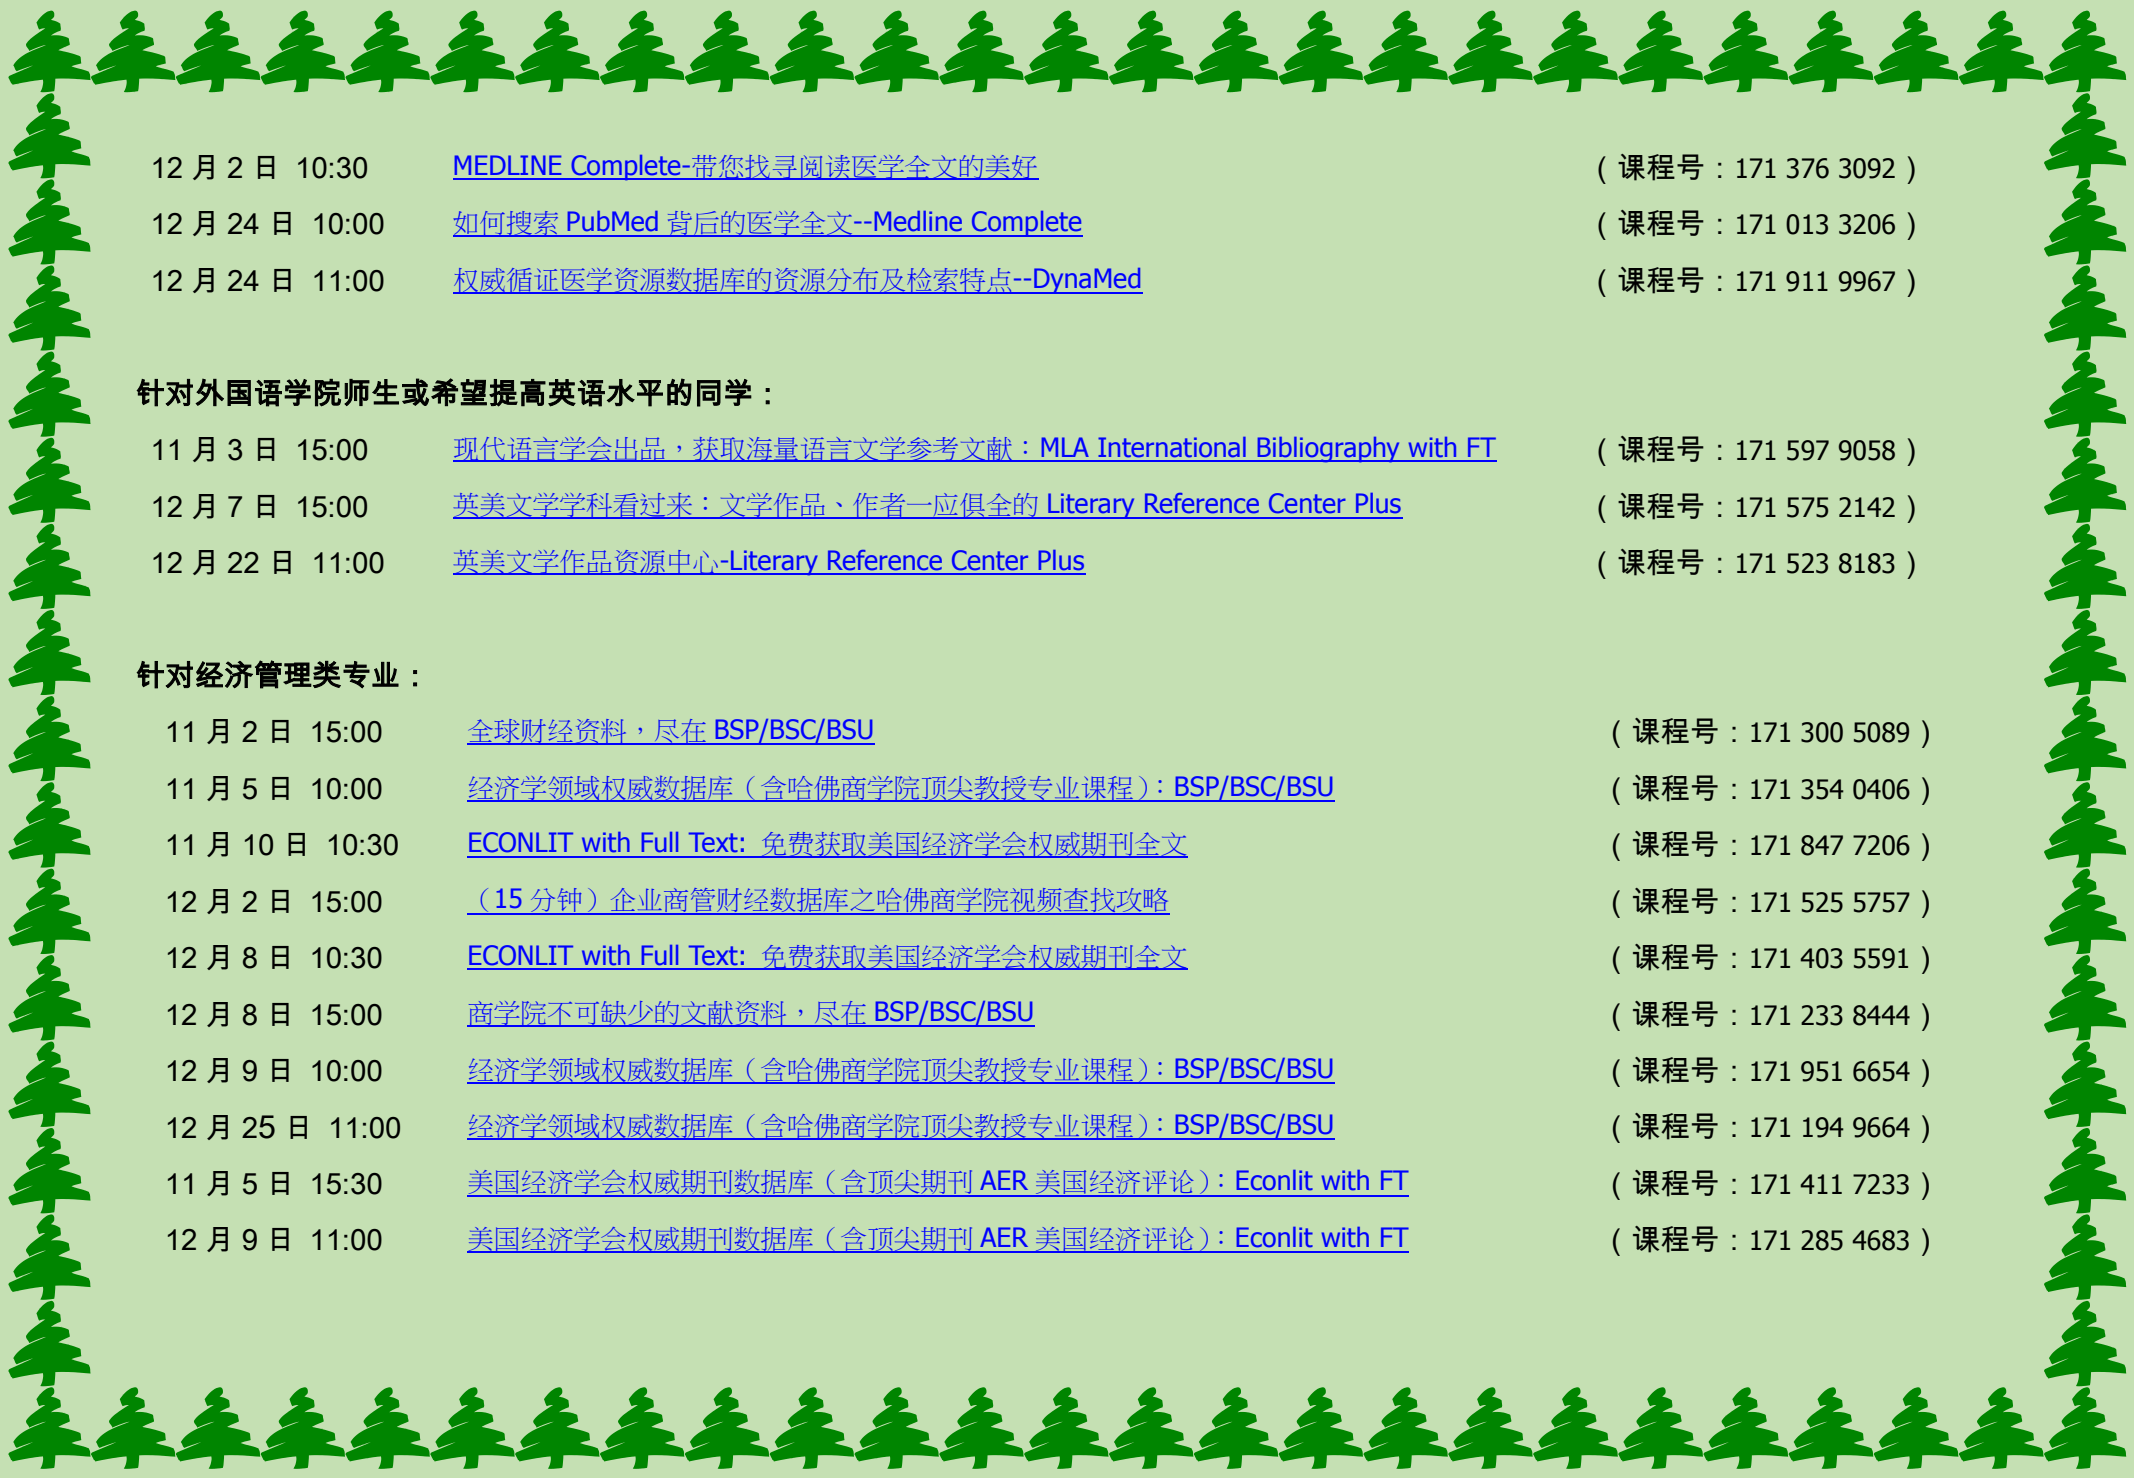 12 月 2 日 10:30 MEDLINE Complete-带您找寻阅读医学全文的美好 （课程号：171 376 3092）
12 月 24 日 10:00 如何搜索 PubMed 背后的医学全文--Medline Complete （课程号：171 013 3206）
12 月 24 日 11:00 权威循证医学资源数据库的资源分布及检索特点--DynaMed （课程号：171 911 9967）
针对外国语学院师生或希望提高英语水平的同学：
11 月 3 日 15:00 现代语言学会出品，获取海量语言文学参考文献：MLA International Bibliography with FT （课程号：171 597 9058）
12 月 7 日 15:00 英美文学学科看过来：文学作品、作者一应俱全的 Literary Reference Center Plus （课程号：171 575 2142）
12 月 22 日 11:00 英美文学作品资源中心-Literary Reference Center Plus （课程号：171 523 8183）
针对经济管理类专业：
11 月 2 日 15:00 全球财经资料，尽在 BSP/BSC/BSU （课程号：171 300 5089）
11 月 5 日 10:00 经济学领域权威数据库（含哈佛商学院顶尖教授专业课程）：BSP/BSC/BSU （课程号：171 354 0406）
11 月 10 日 10:30 ECONLIT with Full Text: 免费获取美国经济学会权威期刊全文 （课程号：171 847 7206）
12 月 2 日 15:00 （15 分钟）企业商管财经数据库之哈佛商学院视频查找攻略 （课程号：171 525 5757）
12 月 8 日 10:30 ECONLIT with Full Text: 免费获取美国经济学会权威期刊全文 （课程号：171 403 5591）
12 月 8 日 15:00 商学院不可缺少的文献资料，尽在 BSP/BSC/BSU （课程号：171 233 8444）
12 月 9 日 10:00 经济学领域权威数据库（含哈佛商学院顶尖教授专业课程）：BSP/BSC/BSU （课程号：171 951 6654）
12 月 25 日 11:00 经济学领域权威数据库（含哈佛商学院顶尖教授专业课程）：BSP/BSC/BSU （课程号：171 194 9664）
11 月 5 日 15:30 美国经济学会权威期刊数据库（含顶尖期刊 AER 美国经济评论）：Econlit with FT （课程号：171 411 7233）
12 月 9 日 11:00 美国经济学会权威期刊数据库（含顶尖期刊 AER 美国经济评论）：Econlit with FT （课程号：171 285 4683）